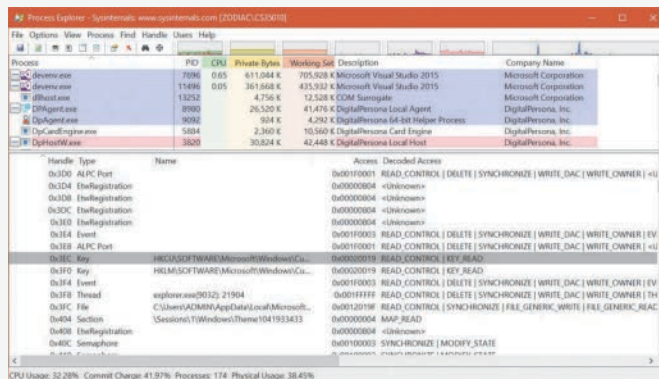 Process Explorer - Sysinternals: www.sysinternals.com [ZODIAC\CS35010]
File Options View Process Find Handle Users Help
Process PID CPU Private Bytes Working Set Description Company Name
devenv.exe 7696 0.65 611,044 K 705,928 K Microsoft Visual Studio 2015 Microsoft Corporation
devenv.exe 11496 0.05 361,668 K 435,932 K Microsoft Visual Studio 2015 Microsoft Corporation
dllhost.exe 13252 4,756 K 12,528 K COM Surrogate Microsoft Corporation
DPAgent.exe 8980 26,520 K 41,476 K DigitalPersona Local Agent DigitalPersona, Inc.
DpAgent.exe 9092 924 K 4,292 K DigitalPersona 64-bit Helper Process DigitalPersona, Inc.
DpCardEngine.exe 5884 2,360 K 10,560 K DigitalPersona Card Engine DigitalPersona, Inc.
DpHostW.exe 3820 30,824 K 42,448 K DigitalPersona Local Host DigitalPersona, Inc.
Handle Type Name Access Decoded Access
0x3D0 ALPC Port 0x001F0001 READ_CONTROL | DELETE | SYNCHRONIZE | WRITE_DAC | WRITE_OWNER | <U
0x3D4 EtwRegistration 0x00000804 <Unknown>
0x3D8 EtwRegistration 0x00000804 <Unknown>
0x3DC EtwRegistration 0x00000804 <Unknown>
0x3E0 EtwRegistration 0x00000804 <Unknown>
0x3E4 Event 0x001F0003 READ_CONTROL | DELETE | SYNCHRONIZE | WRITE_DAC | WRITE_OWNER | EV
0x3E8 ALPC Port 0x001F0001 READ_CONTROL | DELETE | SYNCHRONIZE | WRITE_DAC | WRITE_OWNER | <U
0x3EC Key HKCU\SOFTWARE\Microsoft\Windows\Cu... 0x00020019 READ_CONTROL | KEY_READ
0x3F0 Key HKLM\SOFTWARE\Microsoft\Windows\Cu... 0x00020019 READ_CONTROL | KEY_READ
0x3F4 Event 0x001F0003 READ_CONTROL | DELETE | SYNCHRONIZE | WRITE_DAC | WRITE_OWNER | EV
0x3F8 Thread explorer.exe(9032): 21904 0x001FFFFF READ_CONTROL | DELETE | SYNCHRONIZE | WRITE_DAC | WRITE_OWNER | TH
0x3FC File C:\Users\ADMIN\AppData\Local\Microsoft... 0x0012019F READ_CONTROL | SYNCHRONIZE | FILE_GENERIC_WRITE | FILE_GENERIC_READ
0x404 Section \Sessions\1\Windows\Theme1041933433 0x00000004 MAP_READ
0x408 EtwRegistration 0x00000804 <Unknown>
0x40C Semaphore 0x00100003 SYNCHRONIZE | MODIFY_STATE
CPU Usage: 32.28% Commit Charge: 41.97% Processes: 174 Physical Usage: 38.45%